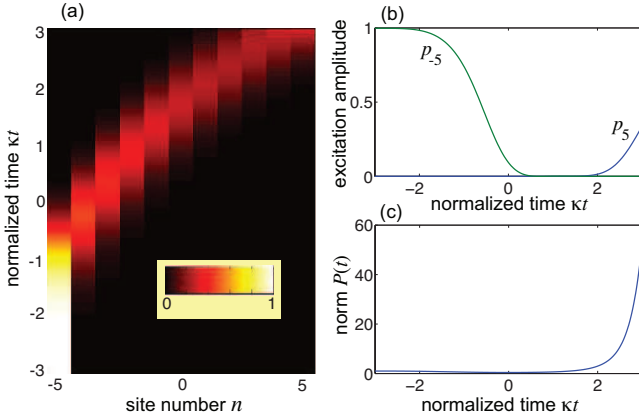 (a)
normalized time κt
3
2
1
0
-1
-2
-3
0 1
-5 0 5
site number n
(b)
excitation amplitude
1
0.5
0
p-5
p5
-2 0 2
normalized time κt
(c)
norm P(t)
60
40
20
0
-2 0 2
normalized time κt